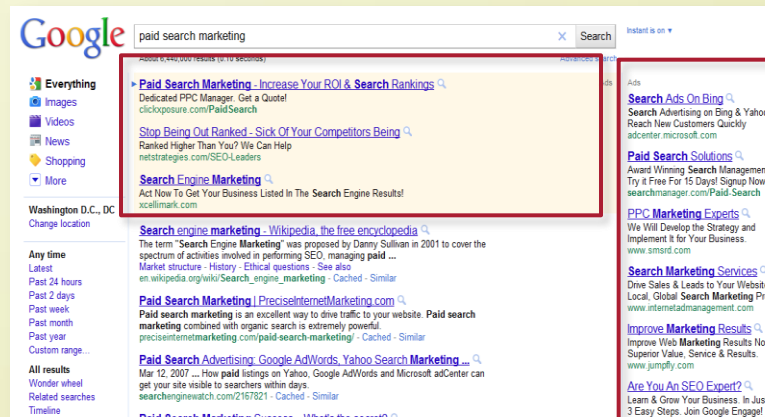 Google
paid search marketing
× Search
Instant is on ▾
About 6,440,000 results (0.10 seconds)
Advanced search
Everything
Images
Videos
News
Shopping
More
Washington D.C., DC
Change location
Any time
Latest
Past 24 hours
Past 2 days
Past week
Past month
Past year
Custom range...
All results
Wonder wheel
Related searches
Timeline
Paid Search Marketing - Increase Your ROI & Search Rankings
Dedicated PPC Manager. Get a Quote!
clickxposure.com/PaidSearch
Stop Being Out Ranked - Sick Of Your Competitors Being
Ranked Higher Than You? We Can Help
netstrategies.com/SEO-Leaders
Search Engine Marketing
Act Now To Get Your Business Listed In The Search Engine Results!
xcellimark.com
Search engine marketing - Wikipedia, the free encyclopedia
The term "Search Engine Marketing" was proposed by Danny Sullivan in 2001 to cover the
spectrum of activities involved in performing SEO, managing paid ...
Market structure - History - Ethical questions - See also
en.wikipedia.org/wiki/Search_engine_marketing - Cached - Similar
Paid Search Marketing | PreciseInternetMarketing.com
Paid search marketing is an excellent way to drive traffic to your website. Paid search
marketing combined with organic search is extremely powerful.
preciseinternetmarketing.com/paid-search-marketing/ - Cached - Similar
Paid Search Advertising: Google AdWords, Yahoo Search Marketing ...
Mar 12, 2007 ... How paid listings on Yahoo, Google AdWords and Microsoft adCenter can
get your site visible to searchers within days.
searchenginewatch.com/2167821 - Cached - Similar
Paid Search Marketing Success - What's the secret?
Ads
Ads
Search Ads On Bing
Search Advertising on Bing & Yahoo
Reach New Customers Quickly
adcenter.microsoft.com
Paid Search Solutions
Award Winning Search Managemen
Try it Free For 15 Days! Signup Now
searchmanager.com/Paid-Search
PPC Marketing Experts
We Will Develop the Strategy and
Implement It for Your Business.
www.smsrd.com
Search Marketing Services
Drive Sales & Leads to Your Website
Local, Global Search Marketing Pr
www.internetadmanagement.com
Improve Marketing Results
Improve Web Marketing Results No
Superior Value, Service & Results.
www.jumpfly.com
Are You An SEO Expert?
Learn & Grow Your Business. In Jus
3 Easy Steps. Join Google Engage!